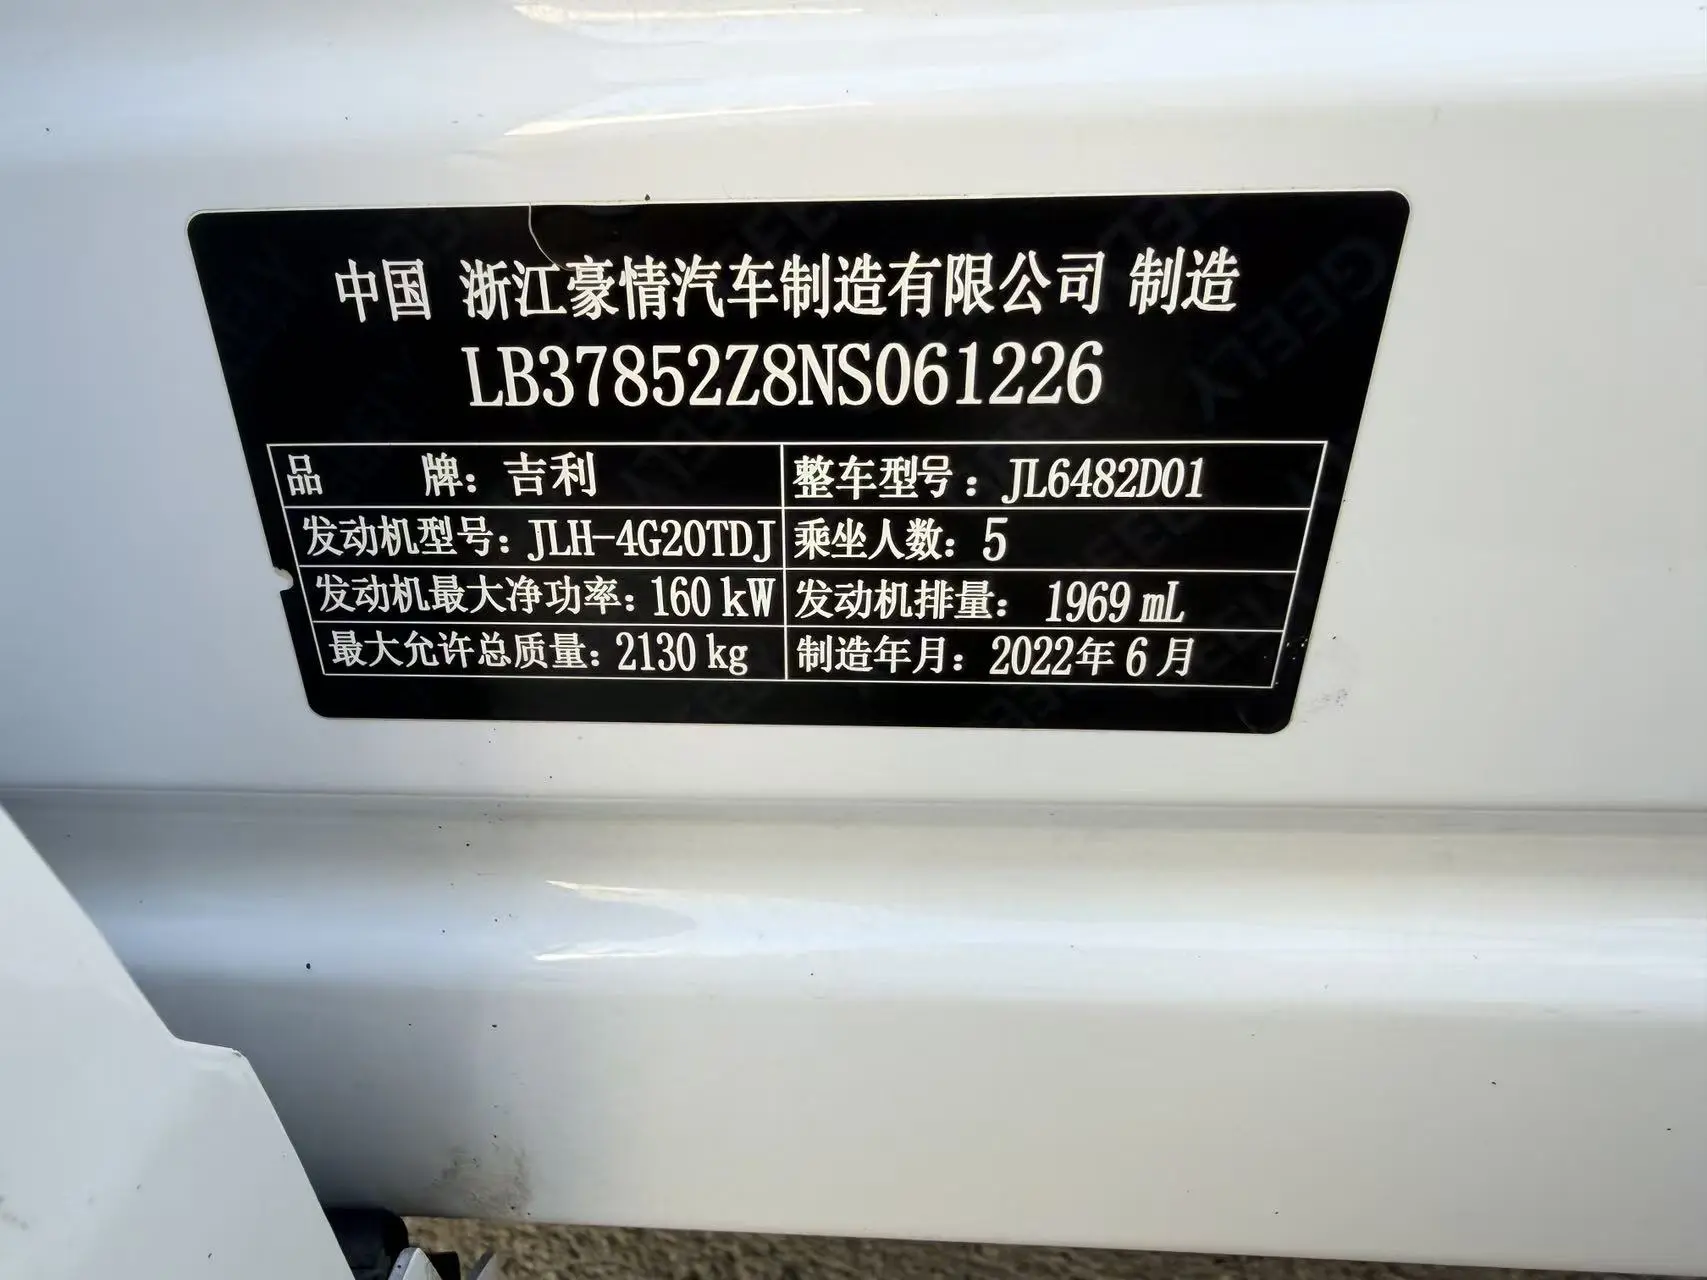 中国 浙江豪情汽车制造有限公司 制造
LB37852Z8NS061226
品 牌：吉利 整车型号：JL6482D01
发动机型号：JLH-4G20TDJ 乘坐人数：5
发动机最大净功率：160 kW 发动机排量：1969 mL
最大允许总质量：2130 kg 制造年月：2022年6月